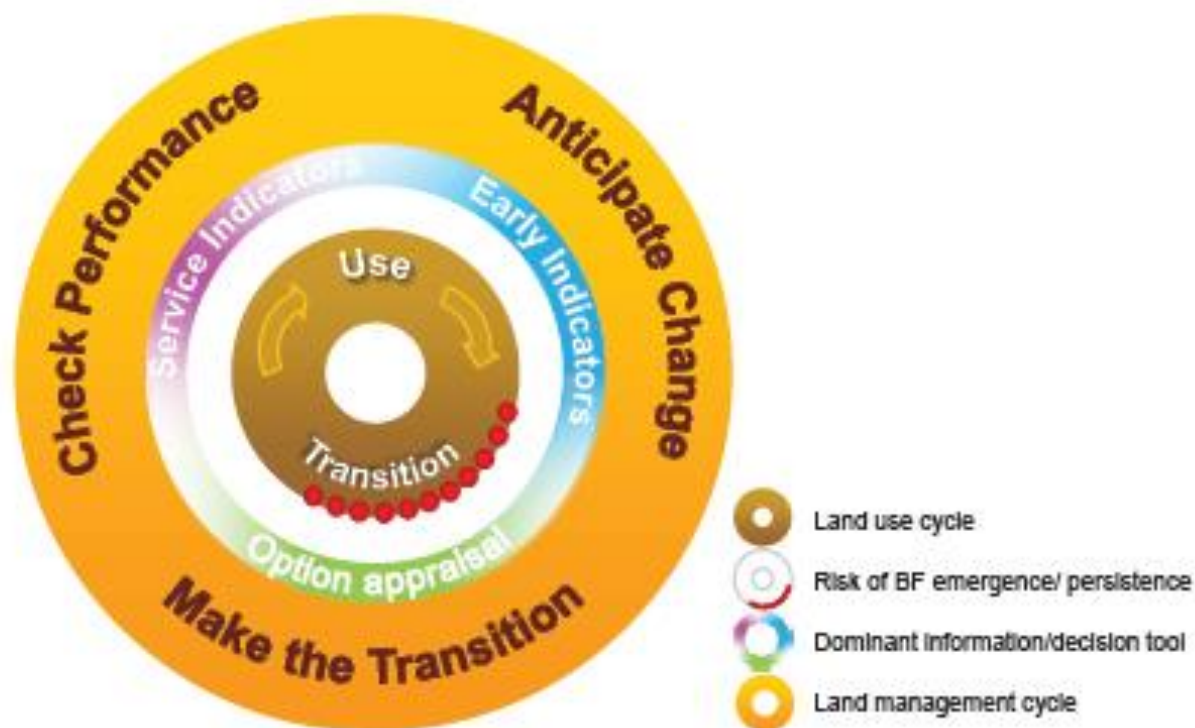 Check Performance
Anticipate Change
Service Indicators
Early Indicators
Use
Transition
Option appraisal
Make the Transition
Land use cycle
Risk of BF emergence/ persistence
Dominant information/decision tool
Land management cycle